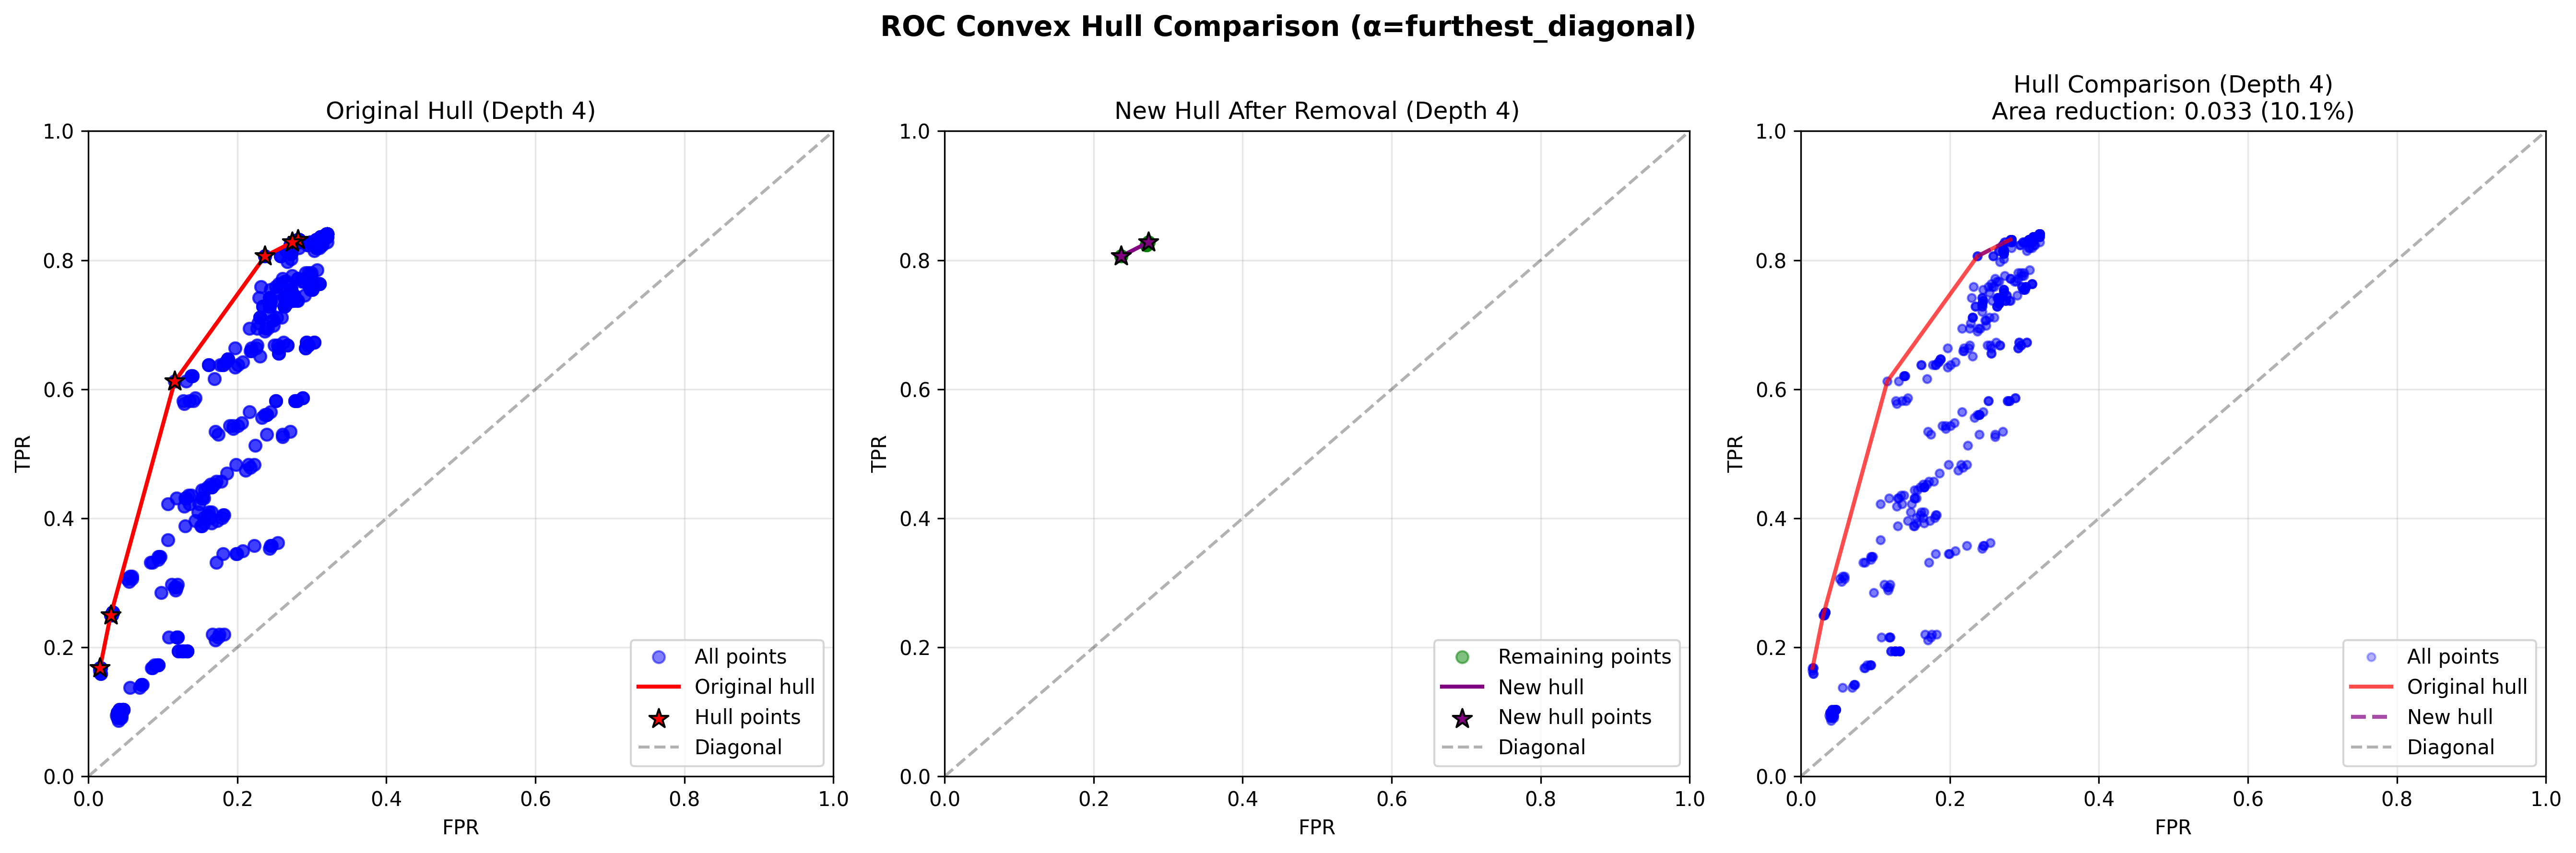 ROC Convex Hull Comparison (α=furthest_diagonal)
Original Hull (Depth 4)
1.0
0.8
0.6
0.4
0.2
0.0
TPR
0.0 0.2 0.4 0.6 0.8 1.0
FPR
All points
Original hull
Hull points
Diagonal
New Hull After Removal (Depth 4)
1.0
0.8
0.6
0.4
0.2
0.0
TPR
0.0 0.2 0.4 0.6 0.8 1.0
FPR
Remaining points
New hull
New hull points
Diagonal
Hull Comparison (Depth 4)
Area reduction: 0.033 (10.1%)
1.0
0.8
0.6
0.4
0.2
0.0
TPR
0.0 0.2 0.4 0.6 0.8 1.0
FPR
All points
Original hull
New hull
Diagonal